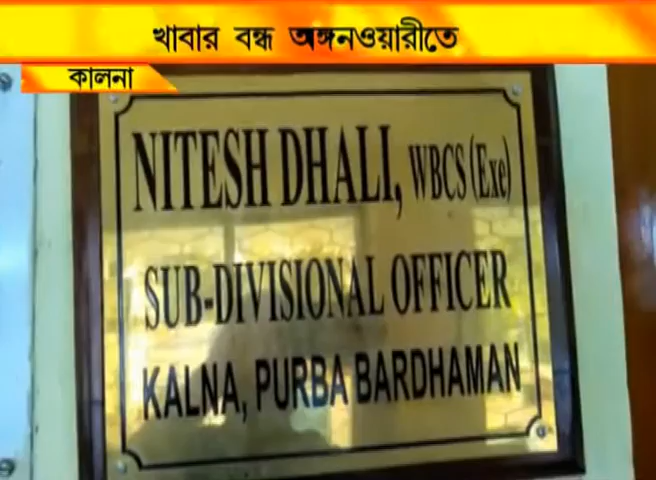 খাবার বন্ধ অঙ্গনওয়ারীতে
কালনা
NITESH DHALI, WBCS (Exe)
SUB-DIVISIONAL OFFICER
KALNA, PURBA BARDHAMAN